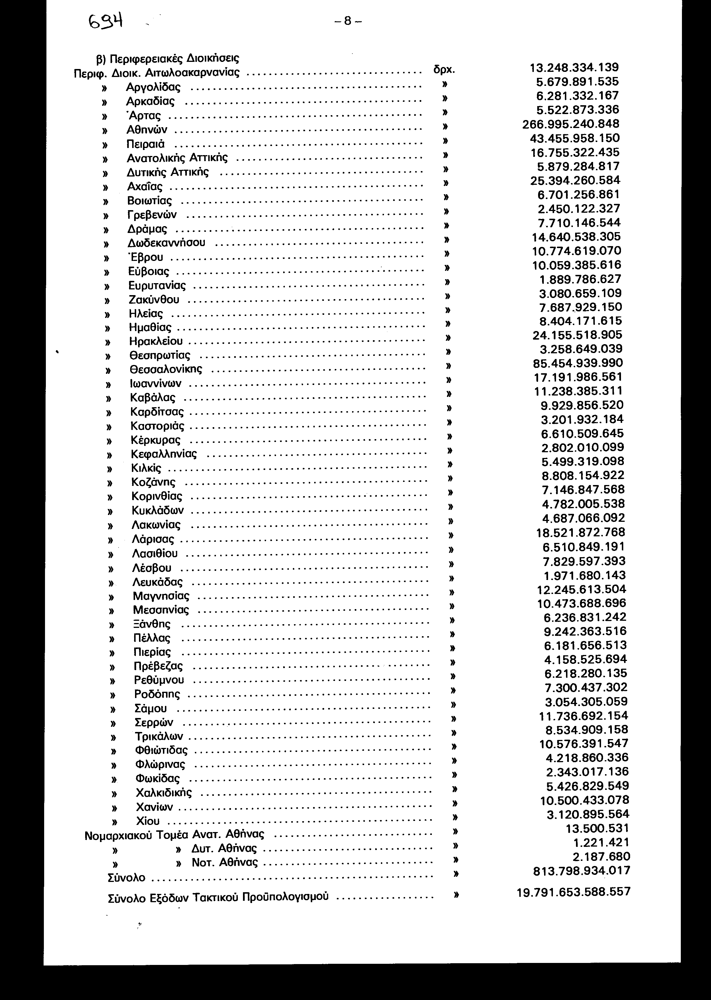 694
- 8 -
β) Περιφερειακές Διοικήσεις
Περιφ. Διοικ. Αιτωλοακαρνανίας ........ δρχ. 13.248.334.139
» Αργολίδας ........ » 5.679.891.535
» Αρκαδίας ........ » 6.281.332.167
» Άρτας ........ » 5.522.873.336
» Αθηνών ........ » 266.995.240.848
» Πειραιά ........ » 43.455.958.150
» Ανατολικής Αττικής ........ » 16.755.322.435
» Δυτικής Αττικής ........ » 5.879.284.817
» Αχαΐας ........ » 25.394.260.584
» Βοιωτίας ........ » 6.701.256.861
» Γρεβενών ........ » 2.450.122.327
» Δράμας ........ » 7.710.146.544
» Δωδεκαννήσου ........ » 14.640.538.305
» Έβρου ........ » 10.774.619.070
» Εύβοιας ........ » 10.059.385.616
» Ευρυτανίας ........ » 1.889.786.627
» Ζακύνθου ........ » 3.080.659.109
» Ηλείας ........ » 7.687.929.150
» Ημαθίας ........ » 8.404.171.615
» Ηρακλείου ........ » 24.155.518.905
» Θεσπρωτίας ........ » 3.258.649.039
» Θεσσαλονίκης ........ » 85.454.939.990
» Ιωαννίνων ........ » 17.191.986.561
» Καβάλας ........ » 11.238.385.311
» Καρδίτσας ........ » 9.929.856.520
» Καστοριάς ........ » 3.201.932.184
» Κέρκυρας ........ » 6.610.509.645
» Κεφαλληνίας ........ » 2.802.010.099
» Κιλκίς ........ » 5.499.319.098
» Κοζάνης ........ » 8.808.154.922
» Κορινθίας ........ » 7.146.847.568
» Κυκλάδων ........ » 4.782.005.538
» Λακωνίας ........ » 4.687.066.092
» Λάρισας ........ » 18.521.872.768
» Λασιθίου ........ » 6.510.849.191
» Λέσβου ........ » 7.829.597.393
» Λευκάδας ........ » 1.971.680.143
» Μαγνησίας ........ » 12.245.613.504
» Μεσσηνίας ........ » 10.473.688.696
» Ξάνθης ........ » 6.236.831.242
» Πέλλας ........ » 9.242.363.516
» Πιερίας ........ » 6.181.656.513
» Πρέβεζας ........ » 4.158.525.694
» Ρεθύμνου ........ » 6.218.280.135
» Ροδόπης ........ » 7.300.437.302
» Σάμου ........ » 3.054.305.059
» Σερρών ........ » 11.736.692.154
» Τρικάλων ........ » 8.534.909.158
» Φθιώτιδας ........ » 10.576.391.547
» Φλώρινας ........ » 4.218.860.336
» Φωκίδας ........ » 2.343.017.136
» Χαλκιδικής ........ » 5.426.829.549
» Χανίων ........ » 10.500.433.078
» Χίου ........ » 3.120.895.564
Νομαρχιακού Τομέα Ανατ. Αθήνας ........ » 13.500.531
» » Δυτ. Αθήνας ........ » 1.221.421
» » Νοτ. Αθήνας ........ » 2.187.680
Σύνολο ........ » 813.798.934.017
Σύνολο Εξόδων Τακτικού Προϋπολογισμού ........ » 19.791.653.588.557